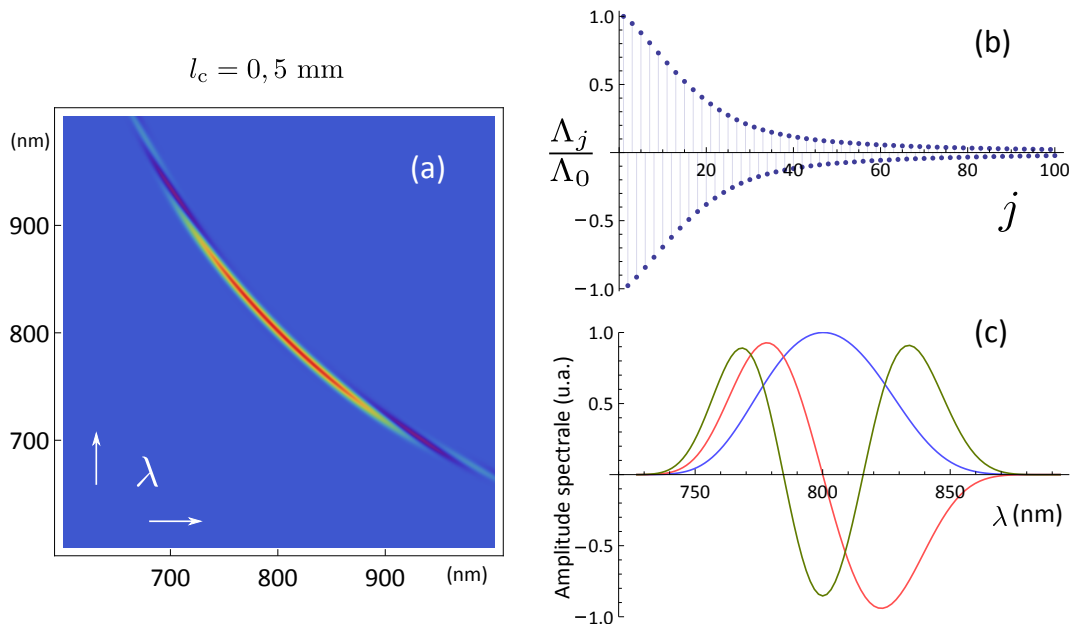 l_c = 0, 5 mm
(nm)
900
800
700
(a)
λ
700
800
900
(nm)
(b)
1.0
0.5
Λ_j
Λ_0
20
40
60
80
100
−0.5
j
−1.0
(c)
Amplitude spectrale (u.a.)
1.0
0.5
750
800
850
λ (nm)
−0.5
−1.0